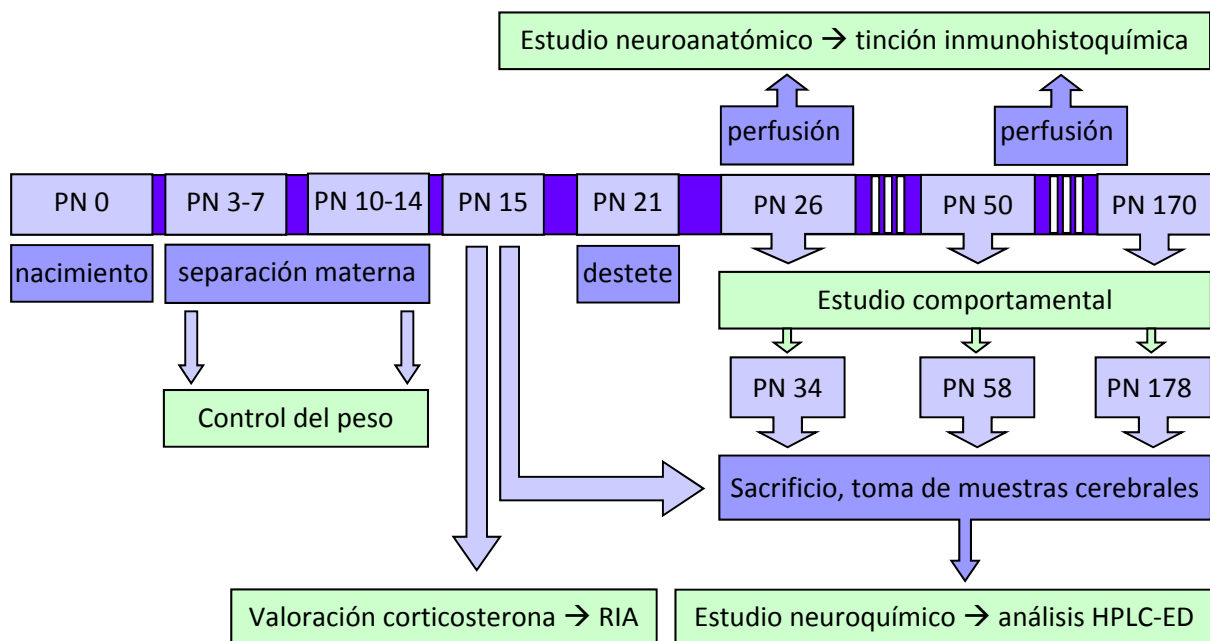 Estudio neuroanatómico → tinción inmunohistoquímica
perfusión
perfusión
PN 0
PN 3-7
PN 10-14
PN 15
PN 21
PN 26
PN 50
PN 170
nacimiento
separación materna
destete
Estudio comportamental
Control del peso
PN 34
PN 58
PN 178
Sacrificio, toma de muestras cerebrales
Valoración corticosterona → RIA
Estudio neuroquímico → análisis HPLC-ED